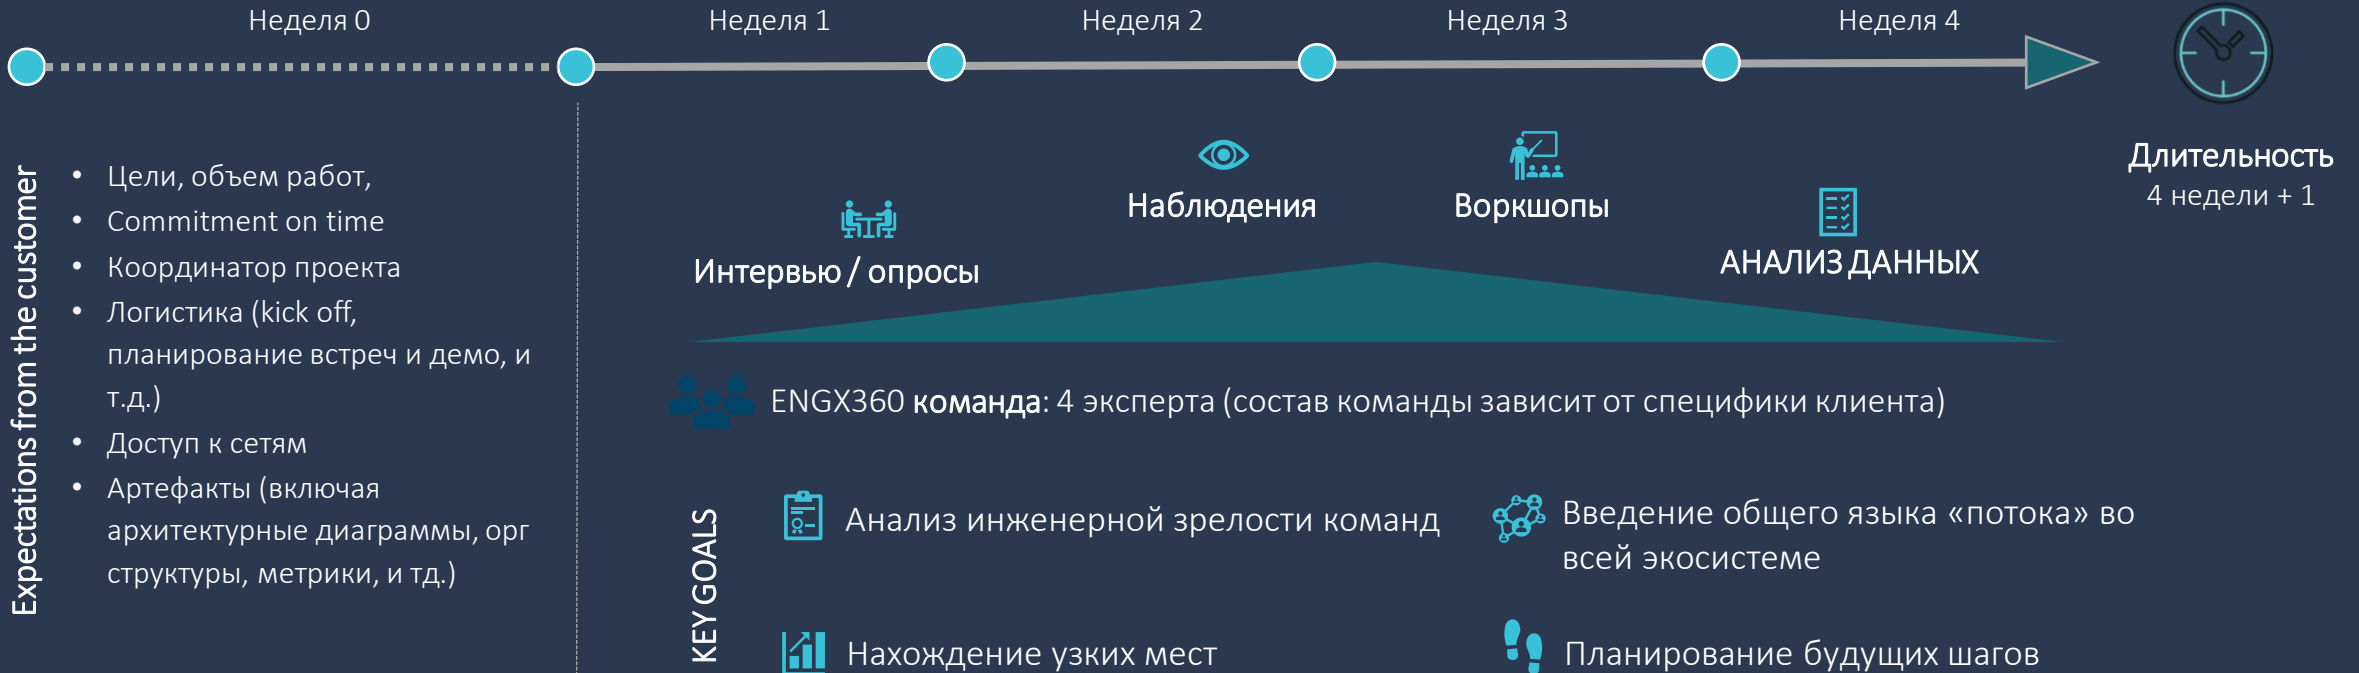 Неделя 0
Неделя 1
Неделя 2
Неделя 3
Неделя 4
Длительность
4 недели + 1
Expectations from the customer
• Цели, объем работ,
• Commitment on time
• Координатор проекта
• Логистика (kick off,
планирование встреч и демо, и
т.д.)
• Доступ к сетям
• Артефакты (включая
архитектурные диаграммы, орг
структуры, метрики, и тд.)
Интервью / опросы
Наблюдения
Воркшопы
АНАЛИЗ ДАННЫХ
ENGX360 команда: 4 эксперта (состав команды зависит от специфики клиента)
KEY GOALS
Анализ инженерной зрелости команд
Введение общего языка «потока» во
всей экосистеме
Нахождение узких мест
Планирование будущих шагов